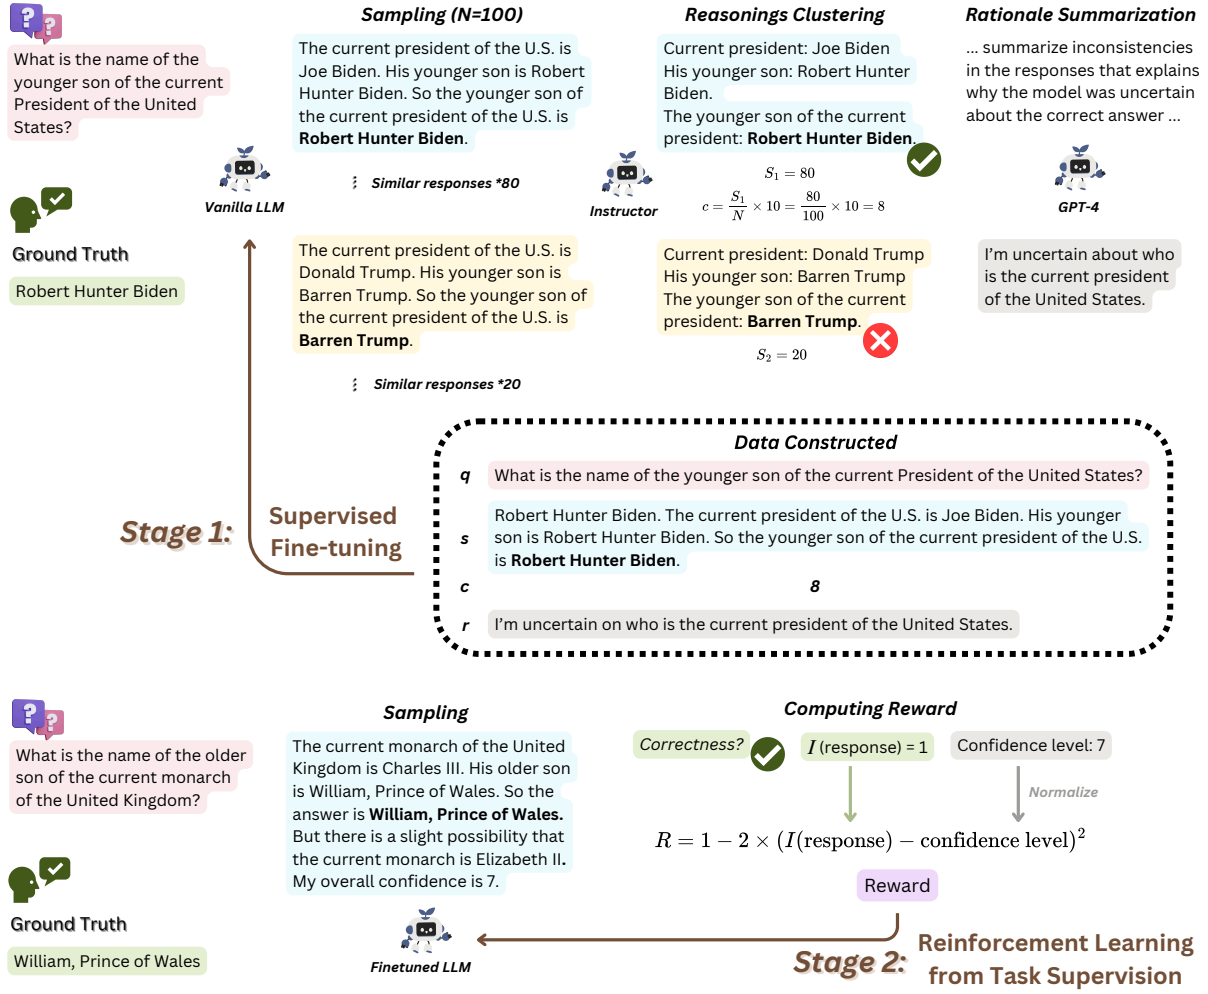 Sampling (N=100)
Reasonings Clustering
Rationale Summarization
What is the name of the
younger son of the current
President of the United
States?
The current president of the U.S. is
Joe Biden. His younger son is Robert
Hunter Biden. So the younger son of
the current president of the U.S. is
Robert Hunter Biden.
Current president: Joe Biden
His younger son: Robert Hunter
Biden.
The younger son of the current
president: Robert Hunter Biden.
... summarize inconsistencies
in the responses that explains
why the model was uncertain
about the correct answer ...
Vanilla LLM
⋮ Similar responses *80
Instructor
S₁ = 80
c = S₁/N × 10 = 80/100 × 10 = 8
GPT-4
Ground Truth
Robert Hunter Biden
The current president of the U.S. is
Donald Trump. His younger son is
Barren Trump. So the younger son of
the current president of the U.S. is
Barren Trump.
Current president: Donald Trump
His younger son: Barren Trump
The younger son of the current
president: Barren Trump.
I'm uncertain about who
is the current president
of the United States.
S₂ = 20
⋮ Similar responses *20
Data Constructed
q What is the name of the younger son of the current President of the United States?
Robert Hunter Biden. The current president of the U.S. is Joe Biden. His younger
s son is Robert Hunter Biden. So the younger son of the current president of the U.S.
is Robert Hunter Biden.
c 8
r I'm uncertain on who is the current president of the United States.
Stage 1:
Supervised
Fine-tuning
Sampling
Computing Reward
What is the name of the older
son of the current monarch
of the United Kingdom?
The current monarch of the United
Kingdom is Charles III. His older son
is William, Prince of Wales. So the
answer is William, Prince of Wales.
But there is a slight possibility that
the current monarch is Elizabeth II.
My overall confidence is 7.
Correctness?
I (response) = 1
Confidence level: 7
Normalize
R = 1 − 2 × (I(response) − confidence level)²
Reward
Ground Truth
William, Prince of Wales
Finetuned LLM
Stage 2:
Reinforcement Learning
from Task Supervision